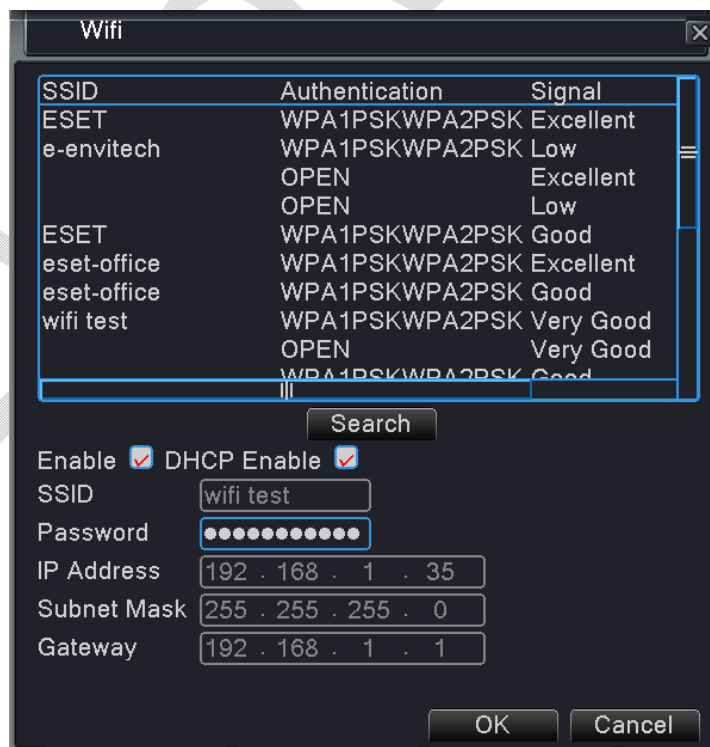 Wifi
SSID Authentication Signal
ESET WPA1PSKWPA2PSK Excellent
e-envitech WPA1PSKWPA2PSK Low
OPEN Excellent
OPEN Low
ESET WPA1PSKWPA2PSK Good
eset-office WPA1PSKWPA2PSK Excellent
eset-office WPA1PSKWPA2PSK Good
wifi test WPA1PSKWPA2PSK Very Good
OPEN Very Good
WPA1PSKWPA2PSK Good
Search
Enable DHCP Enable
SSID wifi test
Password ●●●●●●●●●●●
IP Address 192 . 168 . 1 . 35
Subnet Mask 255 . 255 . 255 . 0
Gateway 192 . 168 . 1 . 1
OK Cancel